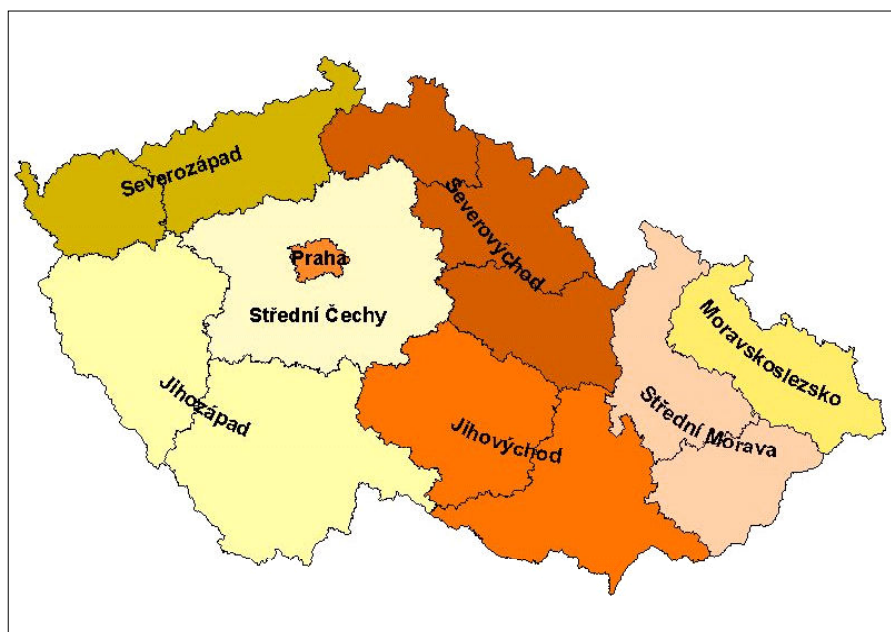 Severozápad
Severovýchod
Praha
Střední Čechy
Moravskoslezsko
Jihozápad
Střední Morava
Jihovýchod